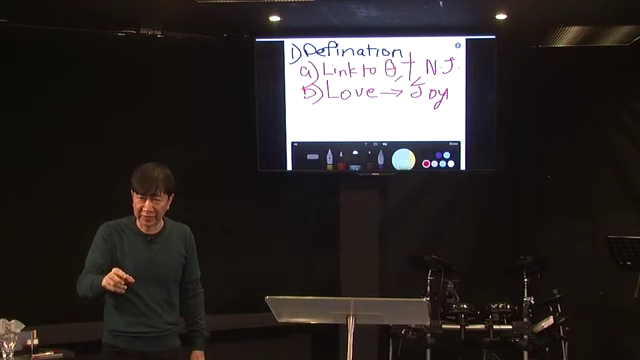 1) Defination
a) Link to θ, † N.J.
b) Love → Joy